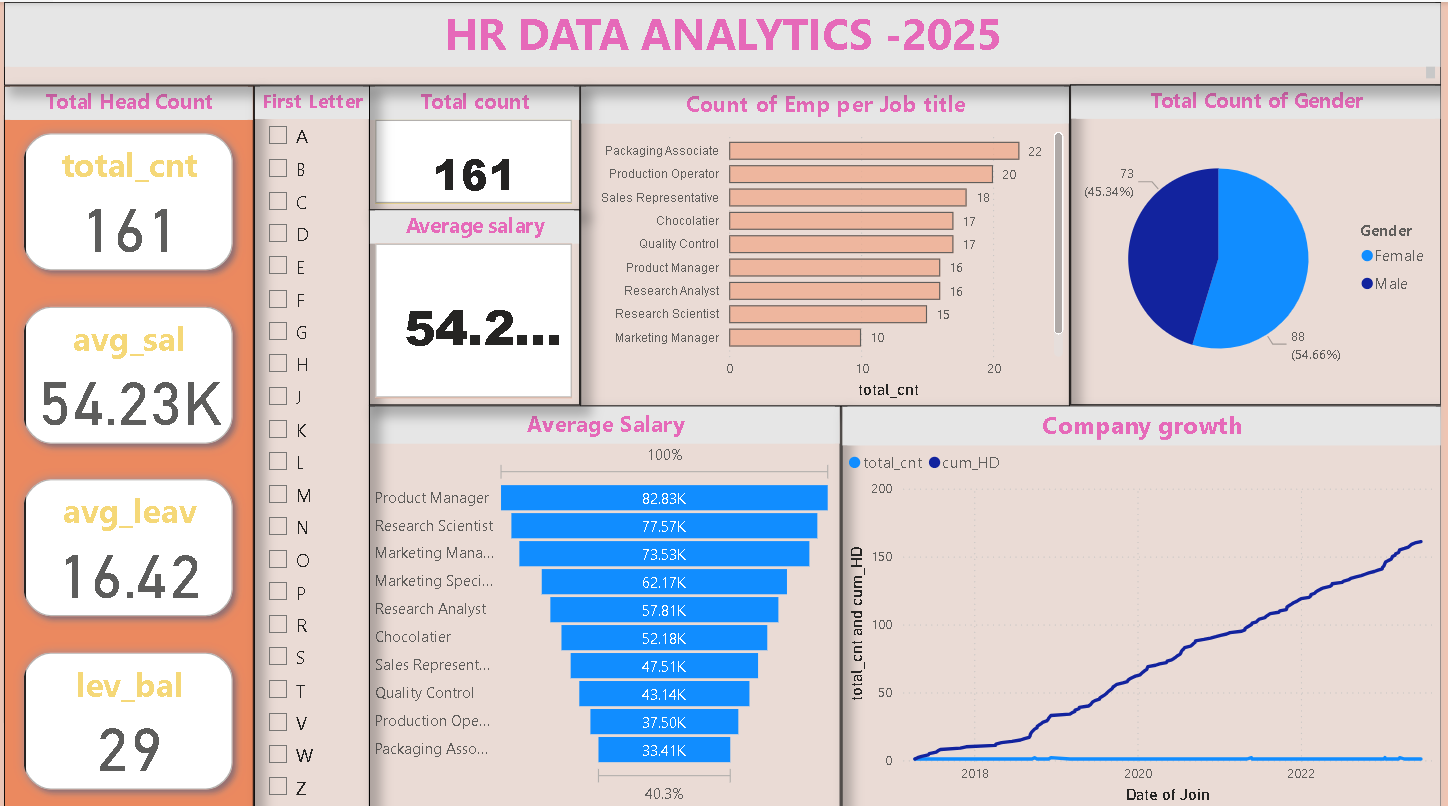 HR DATA ANALYTICS -2025
Total Head Count
total_cnt
161
avg_sal
54.23K
avg_leav
16.42
lev_bal
29
First Letter
A
B
C
D
E
F
G
H
J
K
L
M
N
O
P
R
S
T
V
W
Z
Total count
161
Average salary
54.2...
Count of Emp per Job title
Packaging Associate 22
Production Operator 20
Sales Representative 18
Chocolatier 17
Quality Control 17
Product Manager 16
Research Analyst 16
Research Scientist 15
Marketing Manager 10
0 10 20
total_cnt
Total Count of Gender
73
(45.34%)
88
(54.66%)
Gender
Female
Male
Average Salary
100%
Product Manager 82.83K
Research Scientist 77.57K
Marketing Mana... 73.53K
Marketing Speci... 62.17K
Research Analyst 57.81K
Chocolatier 52.18K
Sales Represent... 47.51K
Quality Control 43.14K
Production Ope... 37.50K
Packaging Asso... 33.41K
40.3%
Company growth
total_cnt cum_HD
total_cnt and cum_HD
200
150
100
50
0
2018 2020 2022
Date of Join